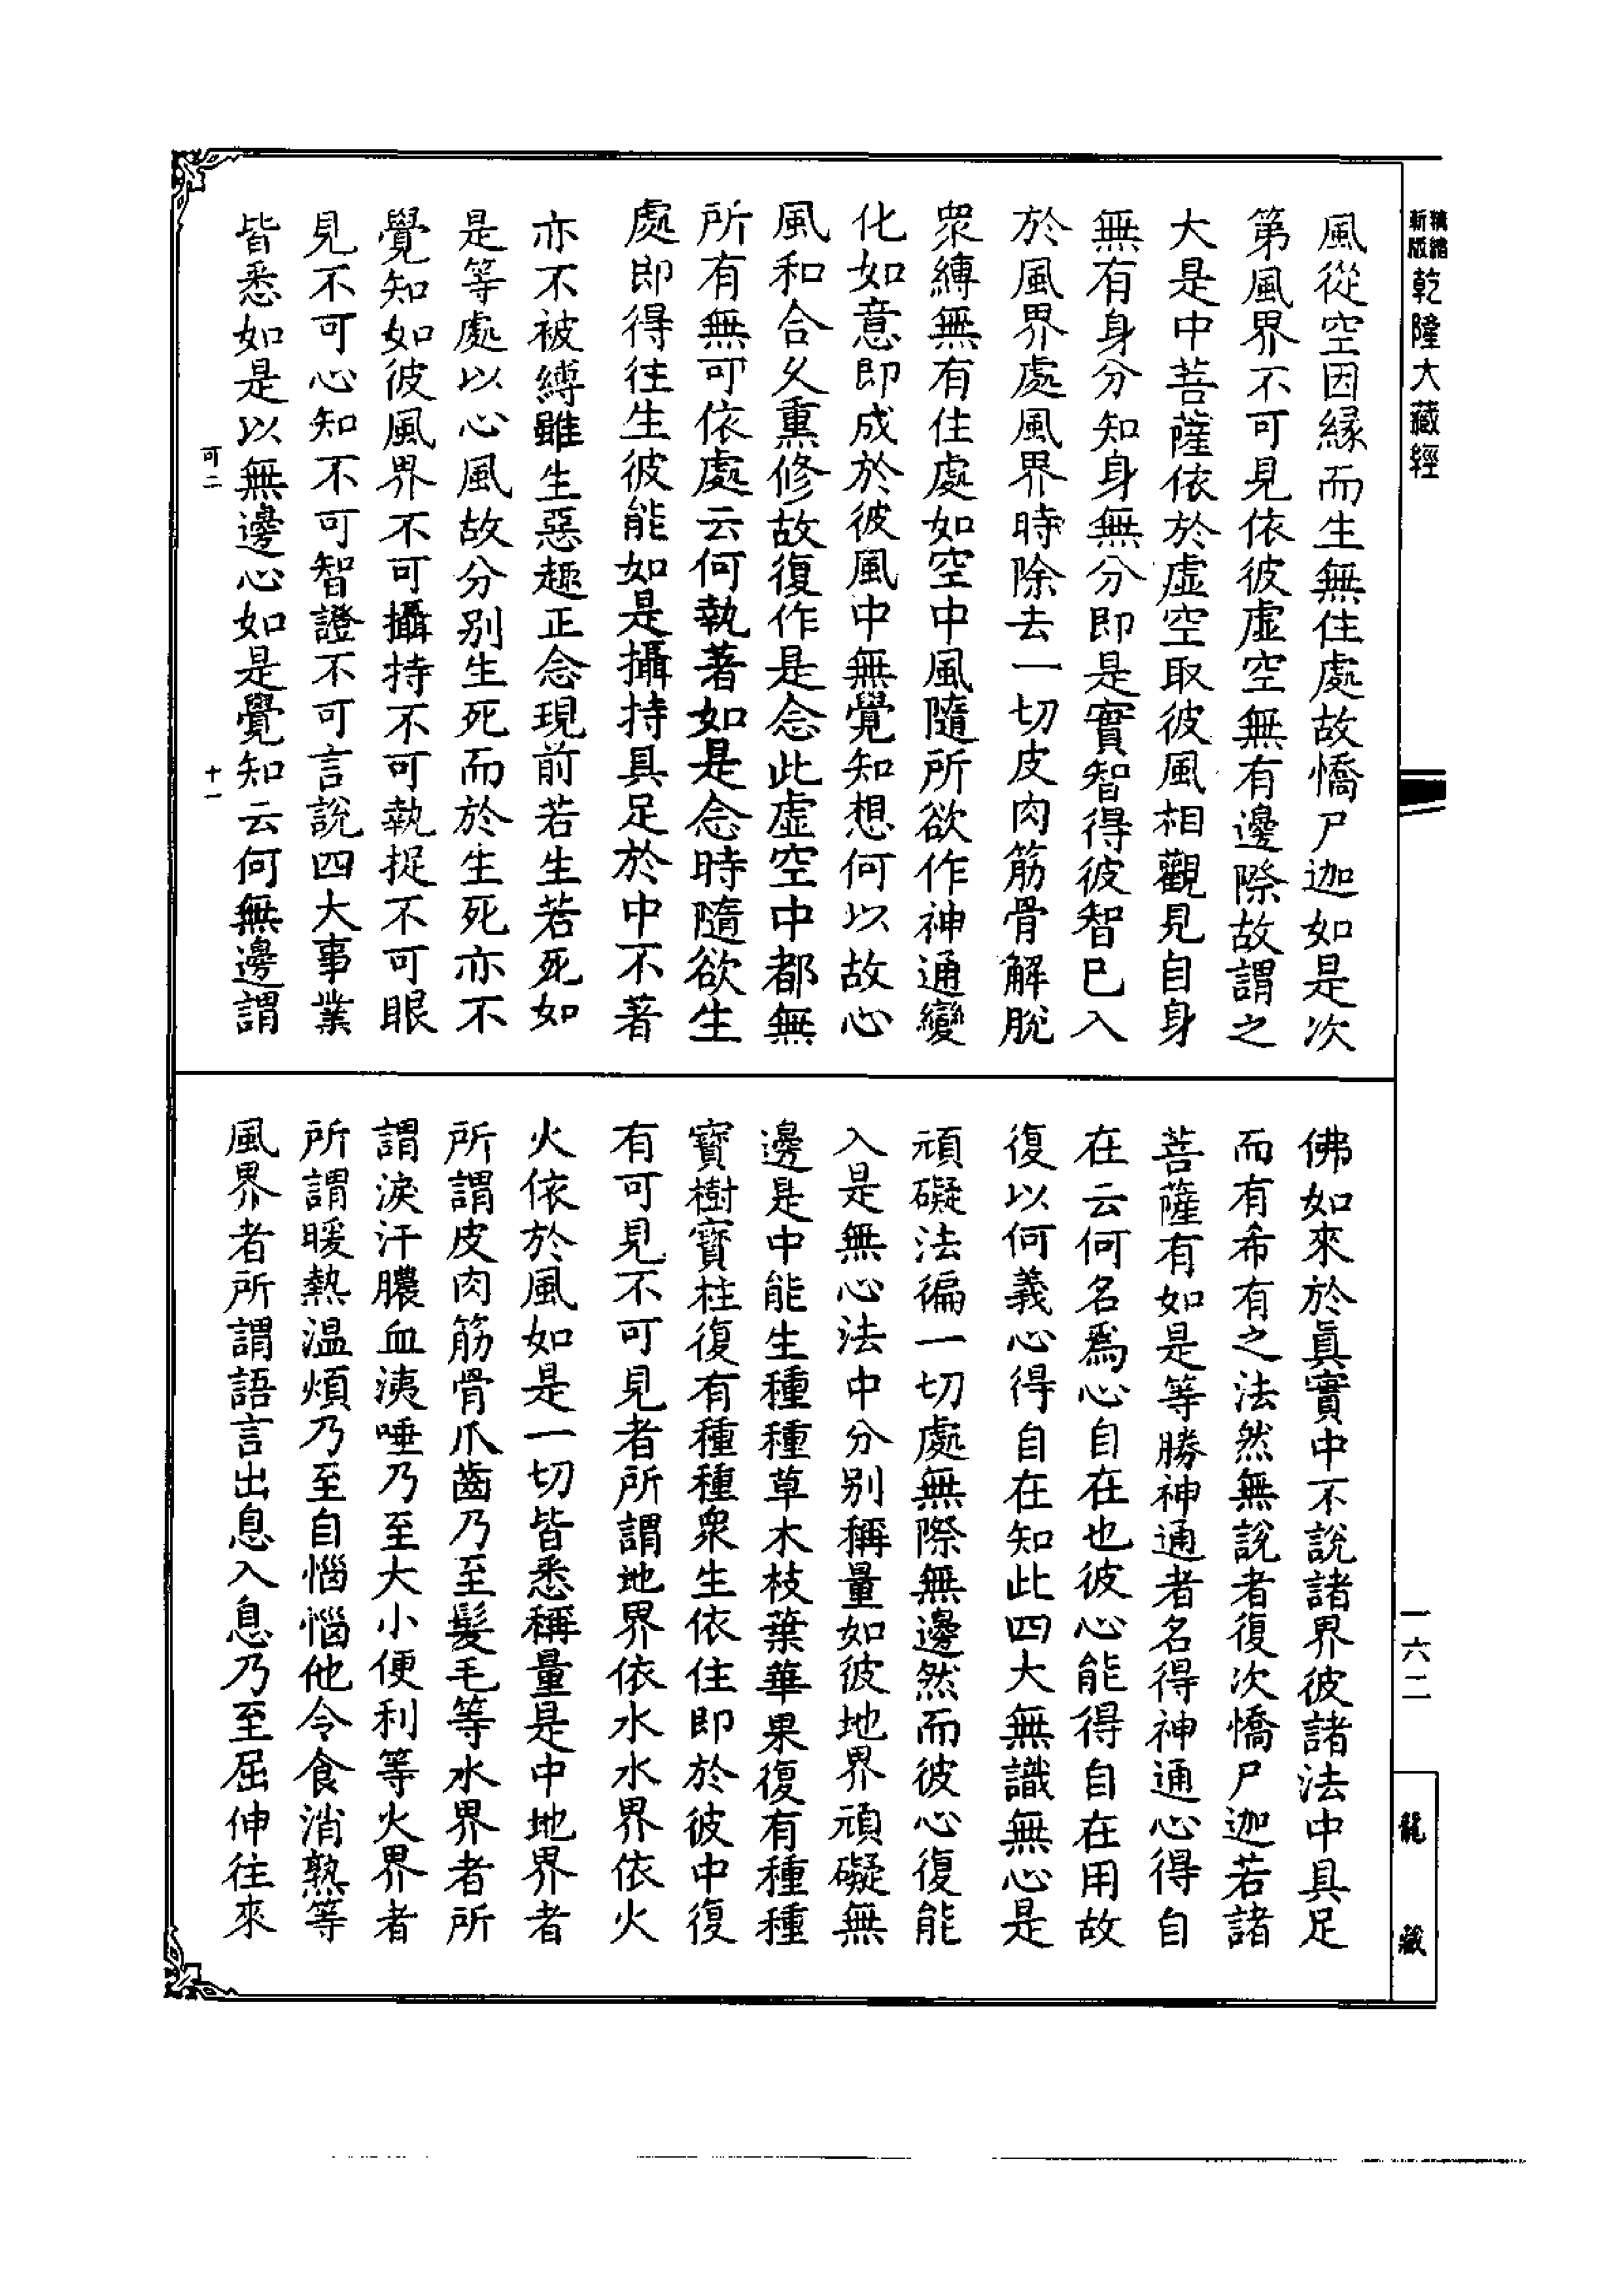 精縮新版乾隆大藏經
風從空因緣而生無住處故憍尸迦如是次
第風界不可見依彼虛空無有邊際故謂之
大是中菩薩依於虛空取彼風相觀見自身
無有身分知身無分即是實智得彼智已入
於風界處風界時除去一切皮肉筋骨解脫
眾縛無有住處如空中風隨所欲作神通變
化如意即成於彼風中無覺知想何以故心
風和合久熏修故復作是念此虛空中都無
所有無可依處云何執著如是念時隨欲生
處即得往生彼能如是攝持具足於中不著
亦不被縛雖生惡趣正念現前若生若死如
是等處以心風故分別生死而於生死亦不
覺知如彼風界不可攝持不可執捉不可眼
見不可心知不可智證不可言說四大事業
皆悉如是以無邊心如是覺知云何無邊謂
可二 十一
佛如來於真實中不說諸界彼諸法中具足
而有希有之法然無說者復次憍尸迦若諸
菩薩有如是等勝神通者名得神通心得自
在云何名為心自在也彼心能得自在用故
復以何義心得自在知此四大無識無心是
頑礙法徧一切處無際無邊然而彼心復能
入是無心法中分別稱量如彼地界頑礙無
邊是中能生種種草木枝葉華果復有種種
寶樹寶柱復有種種眾生依住即於彼中復
有可見不可見者所謂地界依水水界依火
火依於風如是一切皆悉稱量是中地界者
所謂皮肉筋骨爪齒乃至髮毛等水界者所
謂淚汗膿血洟唾乃至大小便利等火界者
所謂暖熱溫煩乃至自惱惱他令食消熟等
風界者所謂語言出息入息乃至屈伸往來
一六二
龍藏